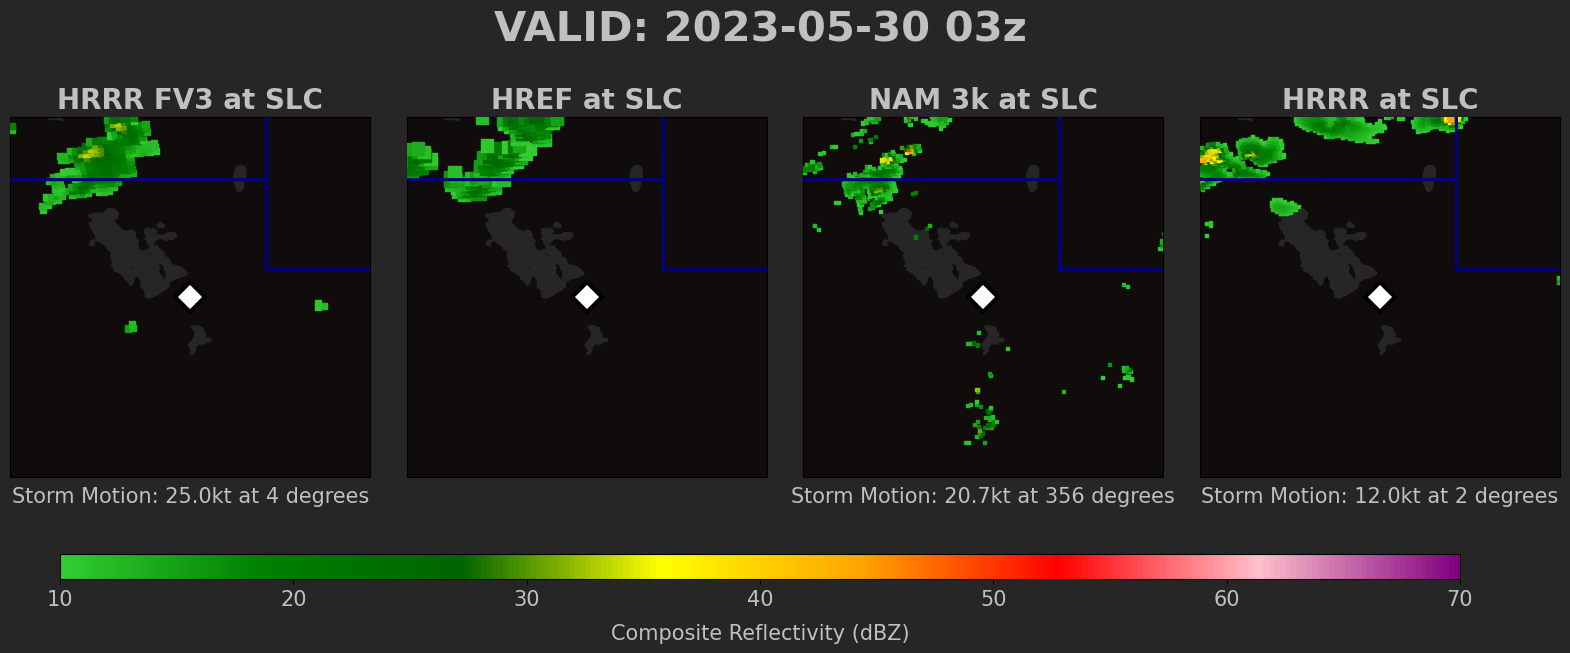 VALID: 2023-05-30 03z
HRRR FV3 at SLC
HREF at SLC
NAM 3k at SLC
HRRR at SLC
Storm Motion: 25.0kt at 4 degrees
Storm Motion: 20.7kt at 356 degrees
Storm Motion: 12.0kt at 2 degrees
10 20 30 40 50 60 70
Composite Reflectivity (dBZ)